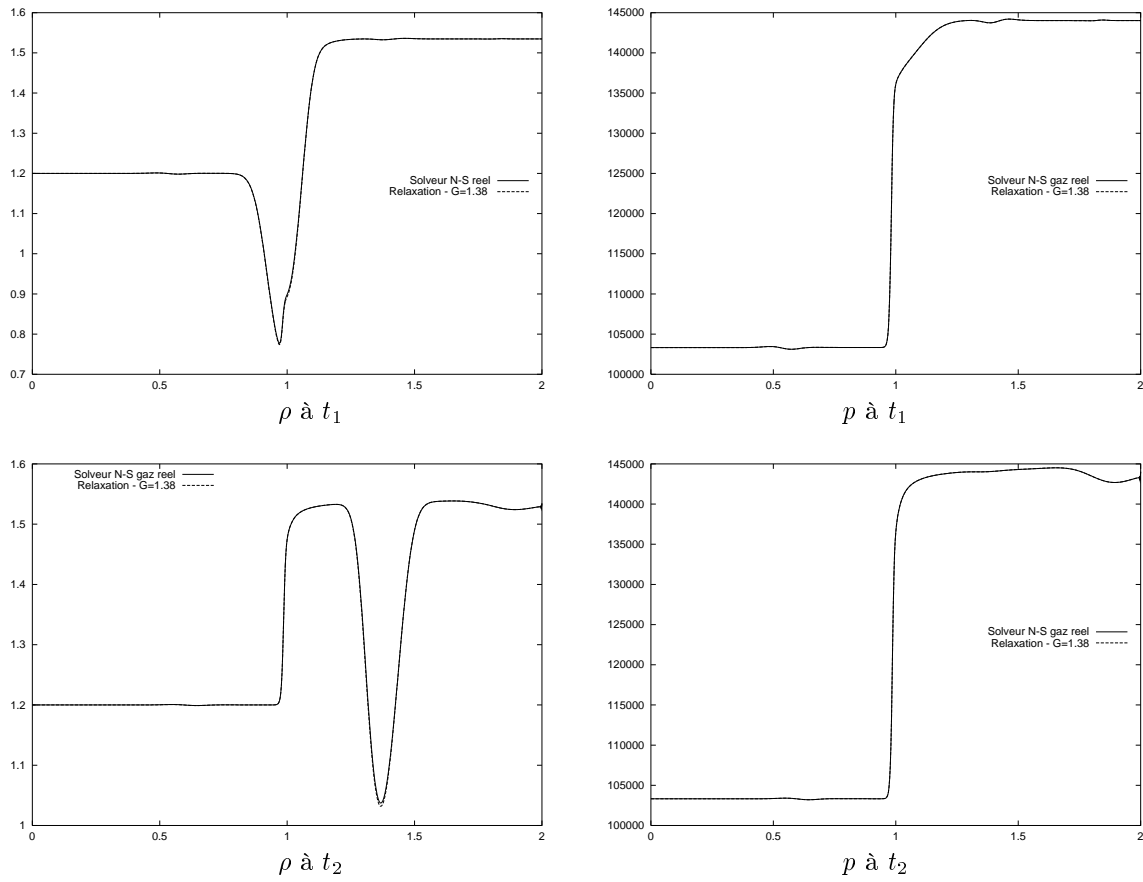 1.6
1.5
1.4
1.3
1.2
1.1
1
0.9
0.8
0.7
0 0.5 1 1.5 2
Solveur N-S reel
Relaxation - G=1.38
ρ à t₁
145000
140000
135000
130000
125000
120000
115000
110000
105000
100000
0 0.5 1 1.5 2
Solveur N-S gaz reel
Relaxation - G=1.38
p à t₁
1.6
1.5
1.4
1.3
1.2
1.1
1
0 0.5 1 1.5 2
Solveur N-S gaz reel
Relaxation - G=1.38
ρ à t₂
145000
140000
135000
130000
125000
120000
115000
110000
105000
100000
0 0.5 1 1.5 2
Solveur N-S gaz reel
Relaxation - G=1.38
p à t₂